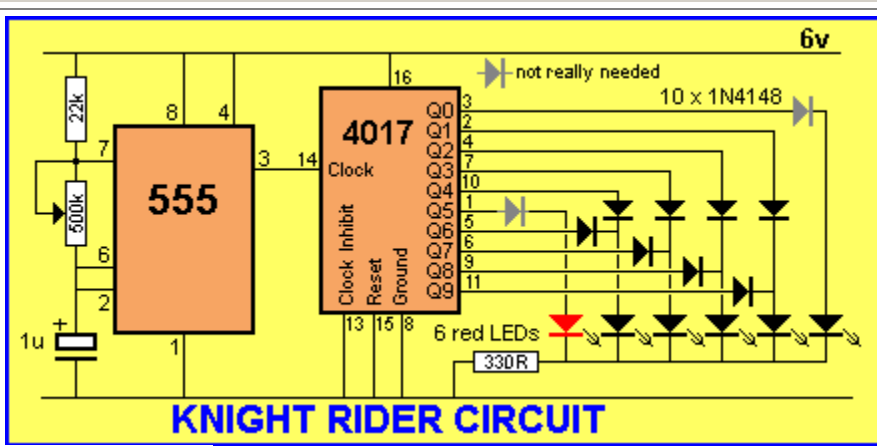 6v
16
not really needed
22k
8
4
3
10 x 1N4148
Q0
2
Q1
4
Q2
7
Q3
10
Q4
1
Q5
5
Q6
6
Q7
9
Q8
11
Q9
4017
7
3
14
Clock
555
500k
Clock Inhibit
Reset
Ground
6
2
13
15
8
6 red LEDs
+
1u
1
330R
KNIGHT RIDER CIRCUIT